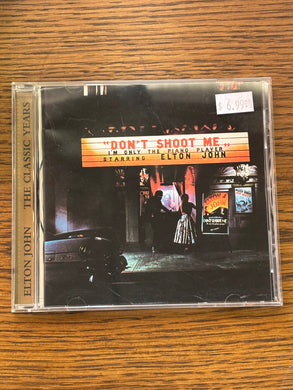 $ 6.99
"DON'T SHOOT ME„
I'M ONLY THE PIANO PLAYER
STARRING ELTON JOHN
ELTON JOHN THE CLASSIC YEARS